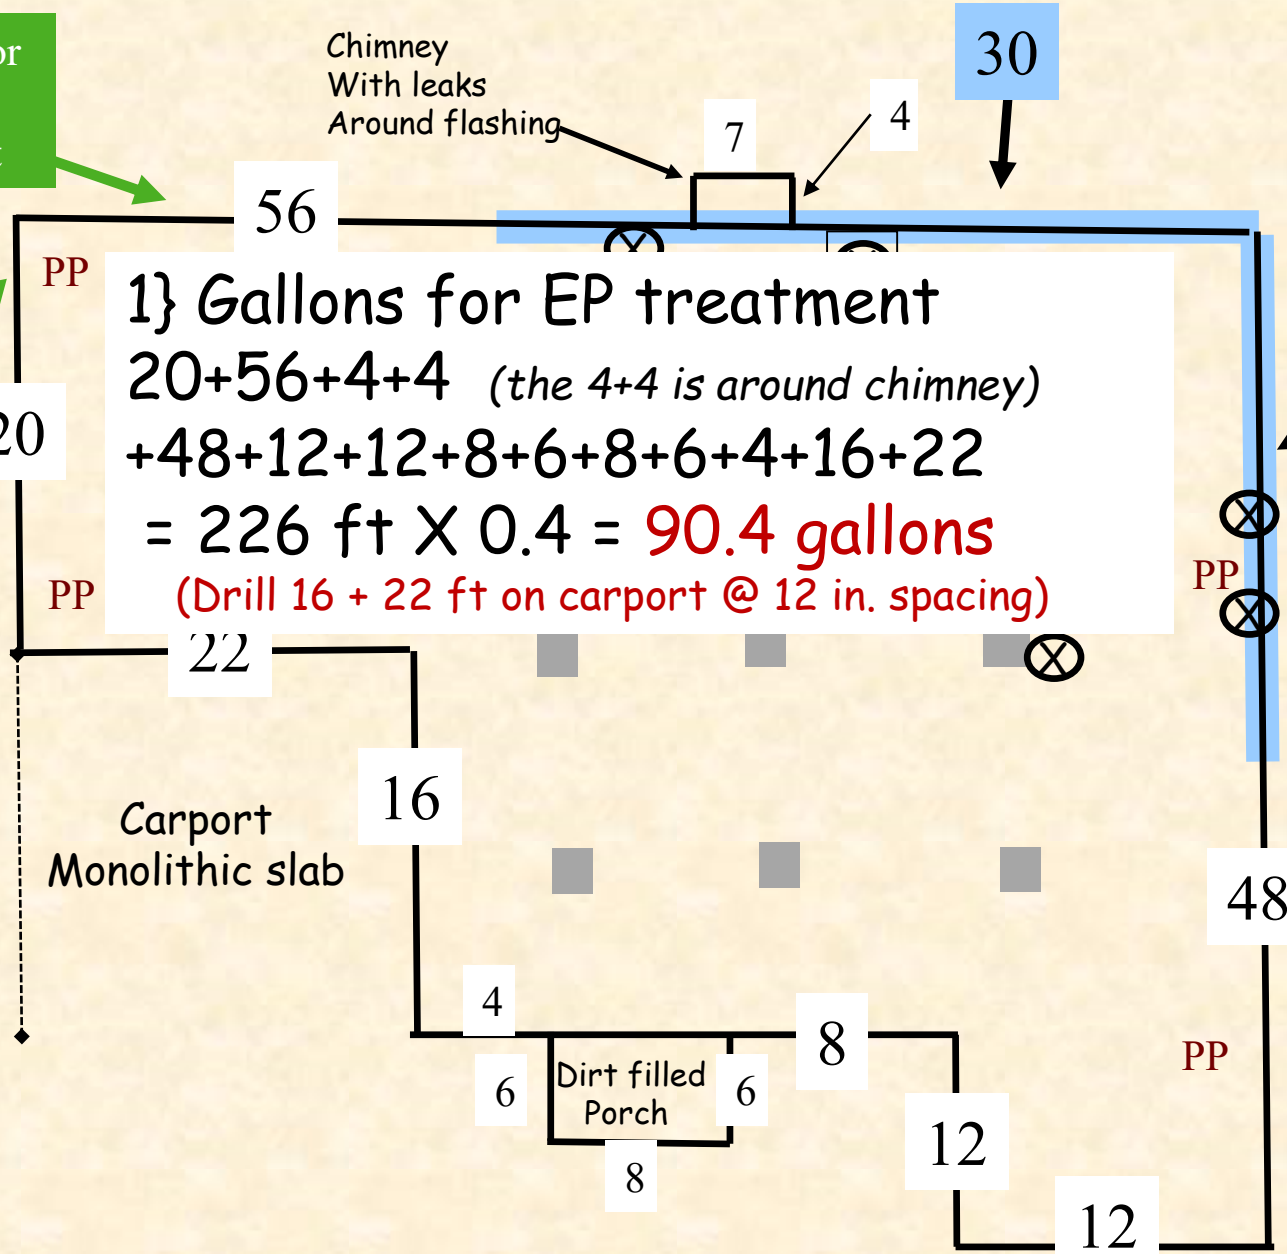 or
t
Chimney
With leaks
Around flashing
30
7
4
56
PP
1} Gallons for EP treatment
20+56+4+4 (the 4+4 is around chimney)
+48+12+12+8+6+8+6+4+16+22
= 226 ft X 0.4 = 90.4 gallons
(Drill 16 + 22 ft on carport @ 12 in. spacing)
20
X
X
PP
X
PP
22
X
16
Carport
Monolithic slab
48
4
8
6
Dirt filled
Porch
6
PP
12
8
12